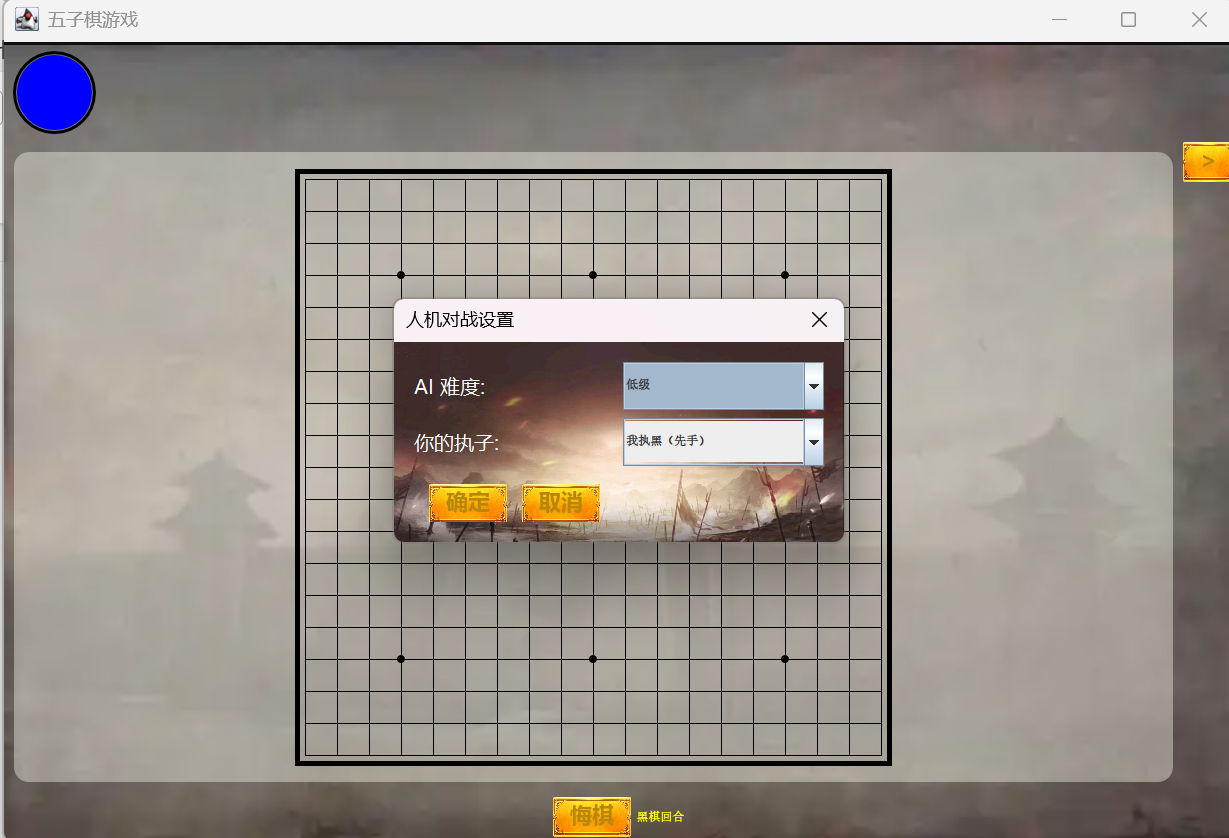 五子棋游戏
>
人机对战设置
AI 难度:
低级
你的执子:
我执黑（先手）
确定 取消
悔棋 黑棋回合